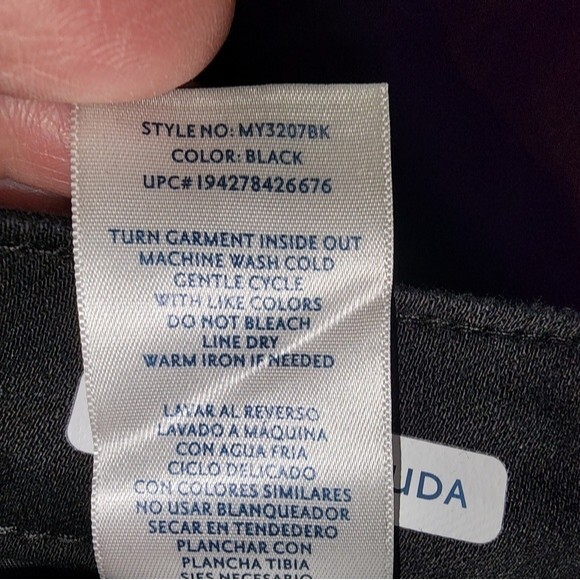 STYLE NO: MY3207BK
COLOR: BLACK
UPC# 194278426676
TURN GARMENT INSIDE OUT
MACHINE WASH COLD
GENTLE CYCLE
WITH LIKE COLORS
DO NOT BLEACH
LINE DRY
WARM IRON IF NEEDED
LAVAR AL REVERSO
LAVADO A MAQUINA
CON AGUA FRIA
CICLO DELICADO
CON COLORES SIMILARES
NO USAR BLANQUEADOR
SECAR EN TENDEDERO
PLANCHAR CON
PLANCHA TIBIA
SIES NECESARIO
UDA